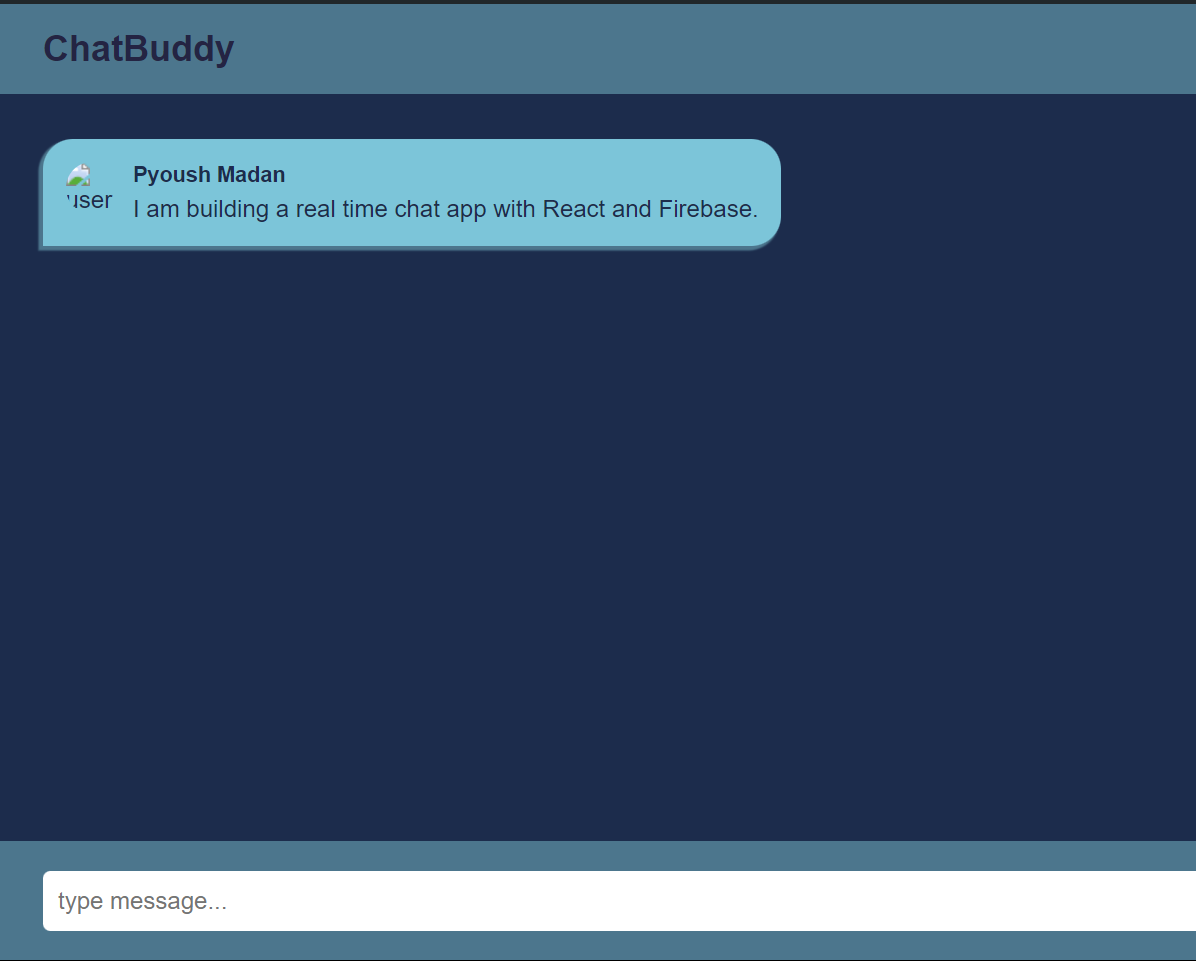 ChatBuddy
Pyoush Madan
user
I am building a real time chat app with React and Firebase.
type message...